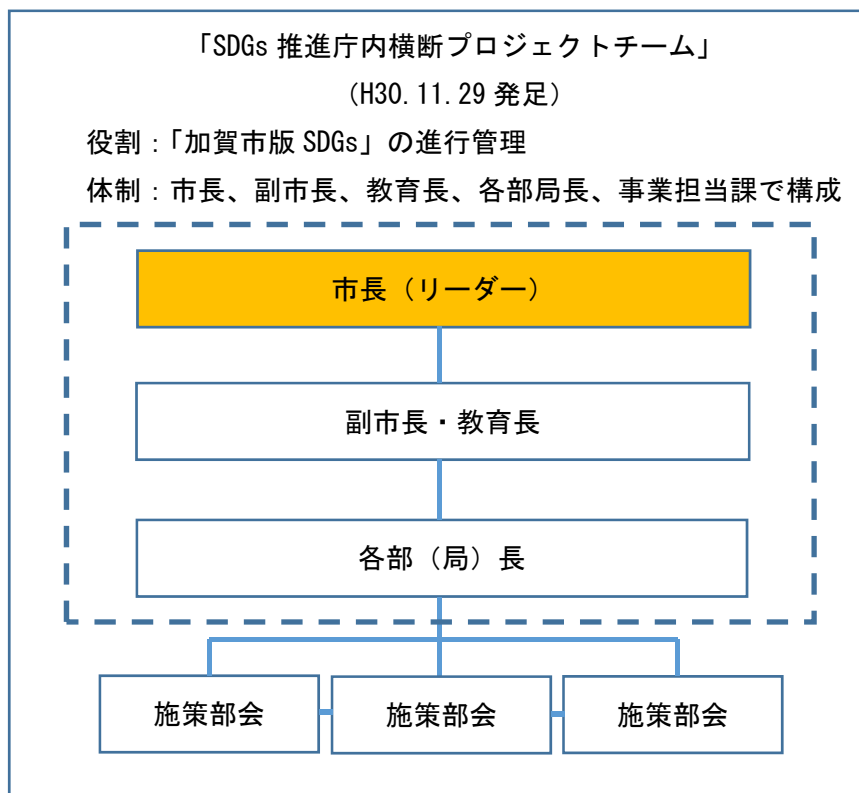 「SDGs 推進庁内横断プロジェクトチーム」
(H30.11.29 発足)
役割：「加賀市版 SDGs」の進行管理
体制：市長、副市長、教育長、各部局長、事業担当課で構成
市長（リーダー）
副市長・教育長
各部（局）長
施策部会 施策部会 施策部会